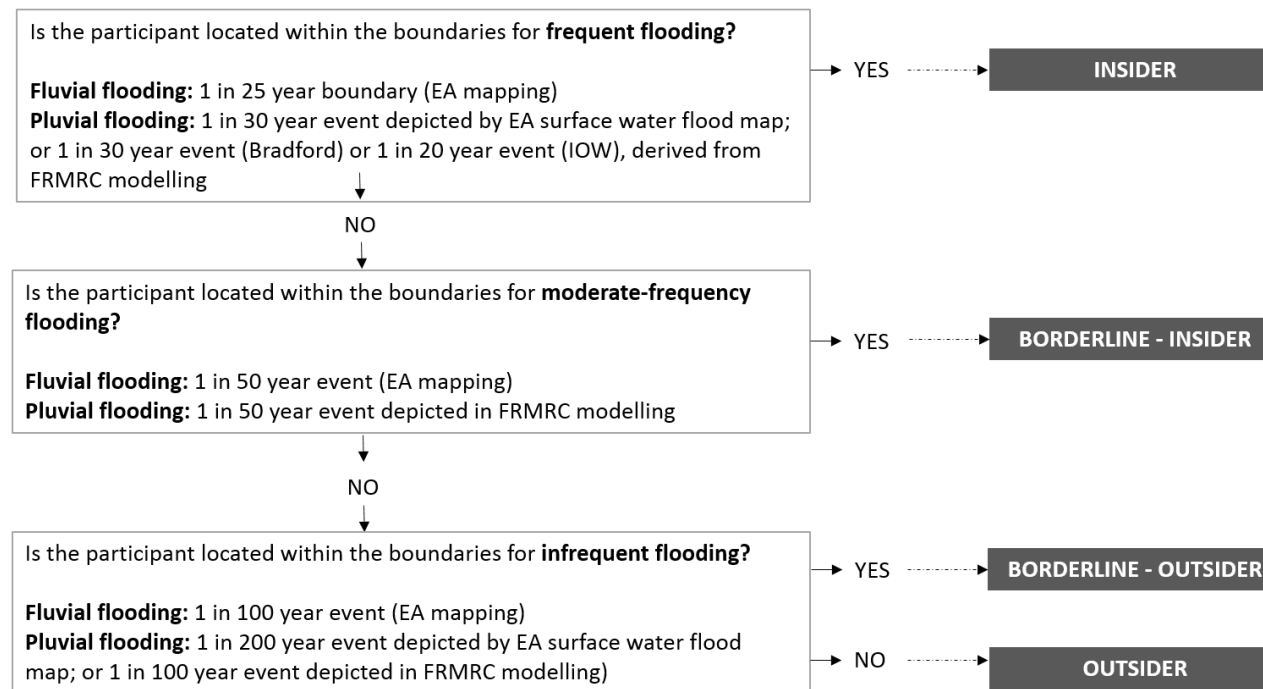 Is the participant located within the boundaries for frequent flooding?
Fluvial flooding: 1 in 25 year boundary (EA mapping)
Pluvial flooding: 1 in 30 year event depicted by EA surface water flood map;
or 1 in 30 year event (Bradford) or 1 in 20 year event (IOW), derived from
FRMRC modelling
YES
INSIDER
NO
Is the participant located within the boundaries for moderate-frequency
flooding?
Fluvial flooding: 1 in 50 year event (EA mapping)
Pluvial flooding: 1 in 50 year event depicted in FRMRC modelling
YES
BORDERLINE - INSIDER
NO
Is the participant located within the boundaries for infrequent flooding?
Fluvial flooding: 1 in 100 year event (EA mapping)
Pluvial flooding: 1 in 200 year event depicted by EA surface water flood
map; or 1 in 100 year event depicted in FRMRC modelling)
YES
BORDERLINE - OUTSIDER
NO
OUTSIDER